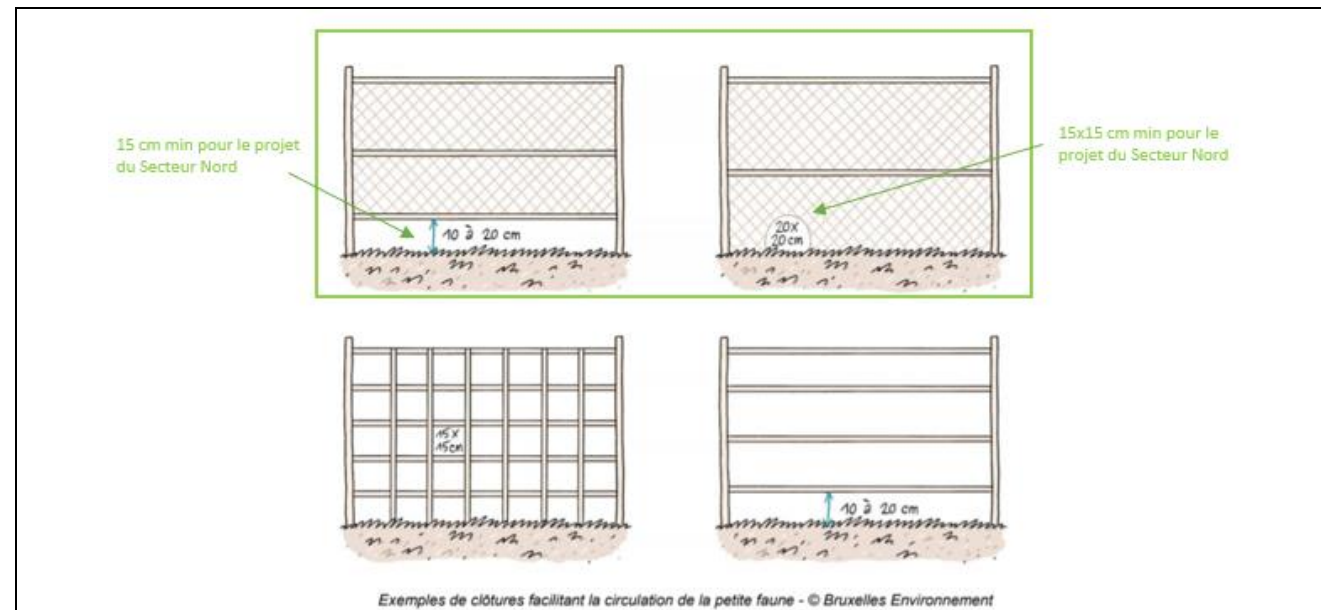 15 cm min pour le projet
du Secteur Nord
10 à 20 cm
20x
20cm
15x15 cm min pour le
projet du Secteur Nord
15x
15cm
10 à 20 cm
Exemples de clôtures facilitant la circulation de la petite faune - © Bruxelles Environnement